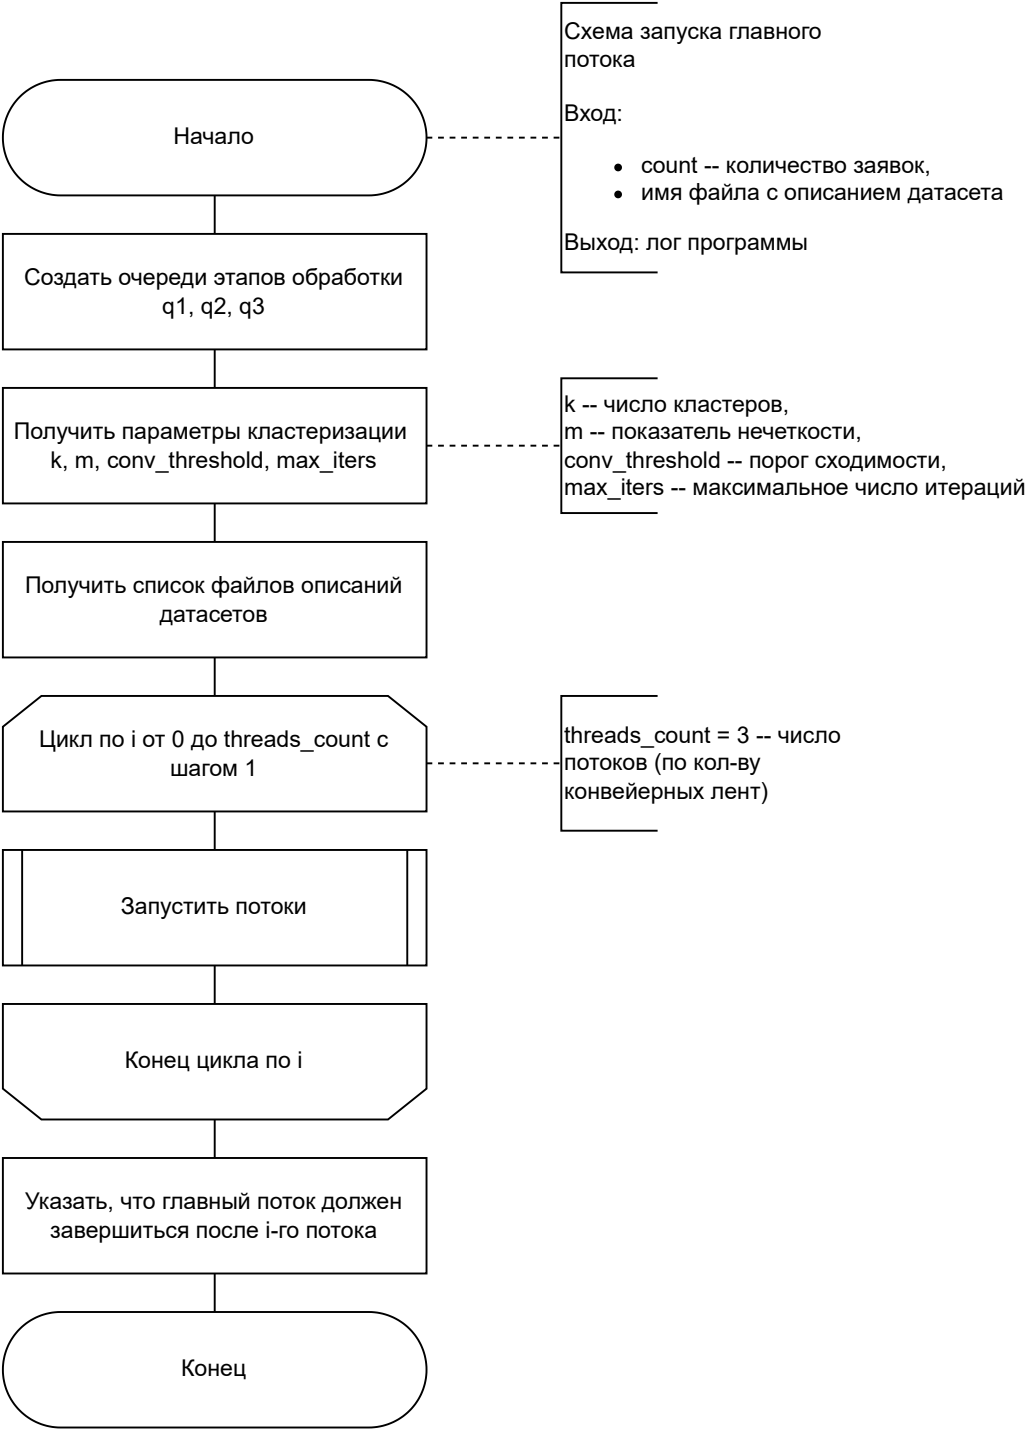 Схема запуска главного
потока
Вход:
• count -- количество заявок,
• имя файла с описанием датасета
Выход: лог программы
Начало
Создать очереди этапов обработки
q1, q2, q3
Получить параметры кластеризации
k, m, conv_threshold, max_iters
k -- число кластеров,
m -- показатель нечеткости,
conv_threshold -- порог сходимости,
max_iters -- максимальное число итераций
Получить список файлов описаний
датасетов
Цикл по i от 0 до threads_count с
шагом 1
threads_count = 3 -- число
потоков (по кол-ву
конвейерных лент)
Запустить потоки
Конец цикла по i
Указать, что главный поток должен
завершиться после i-го потока
Конец